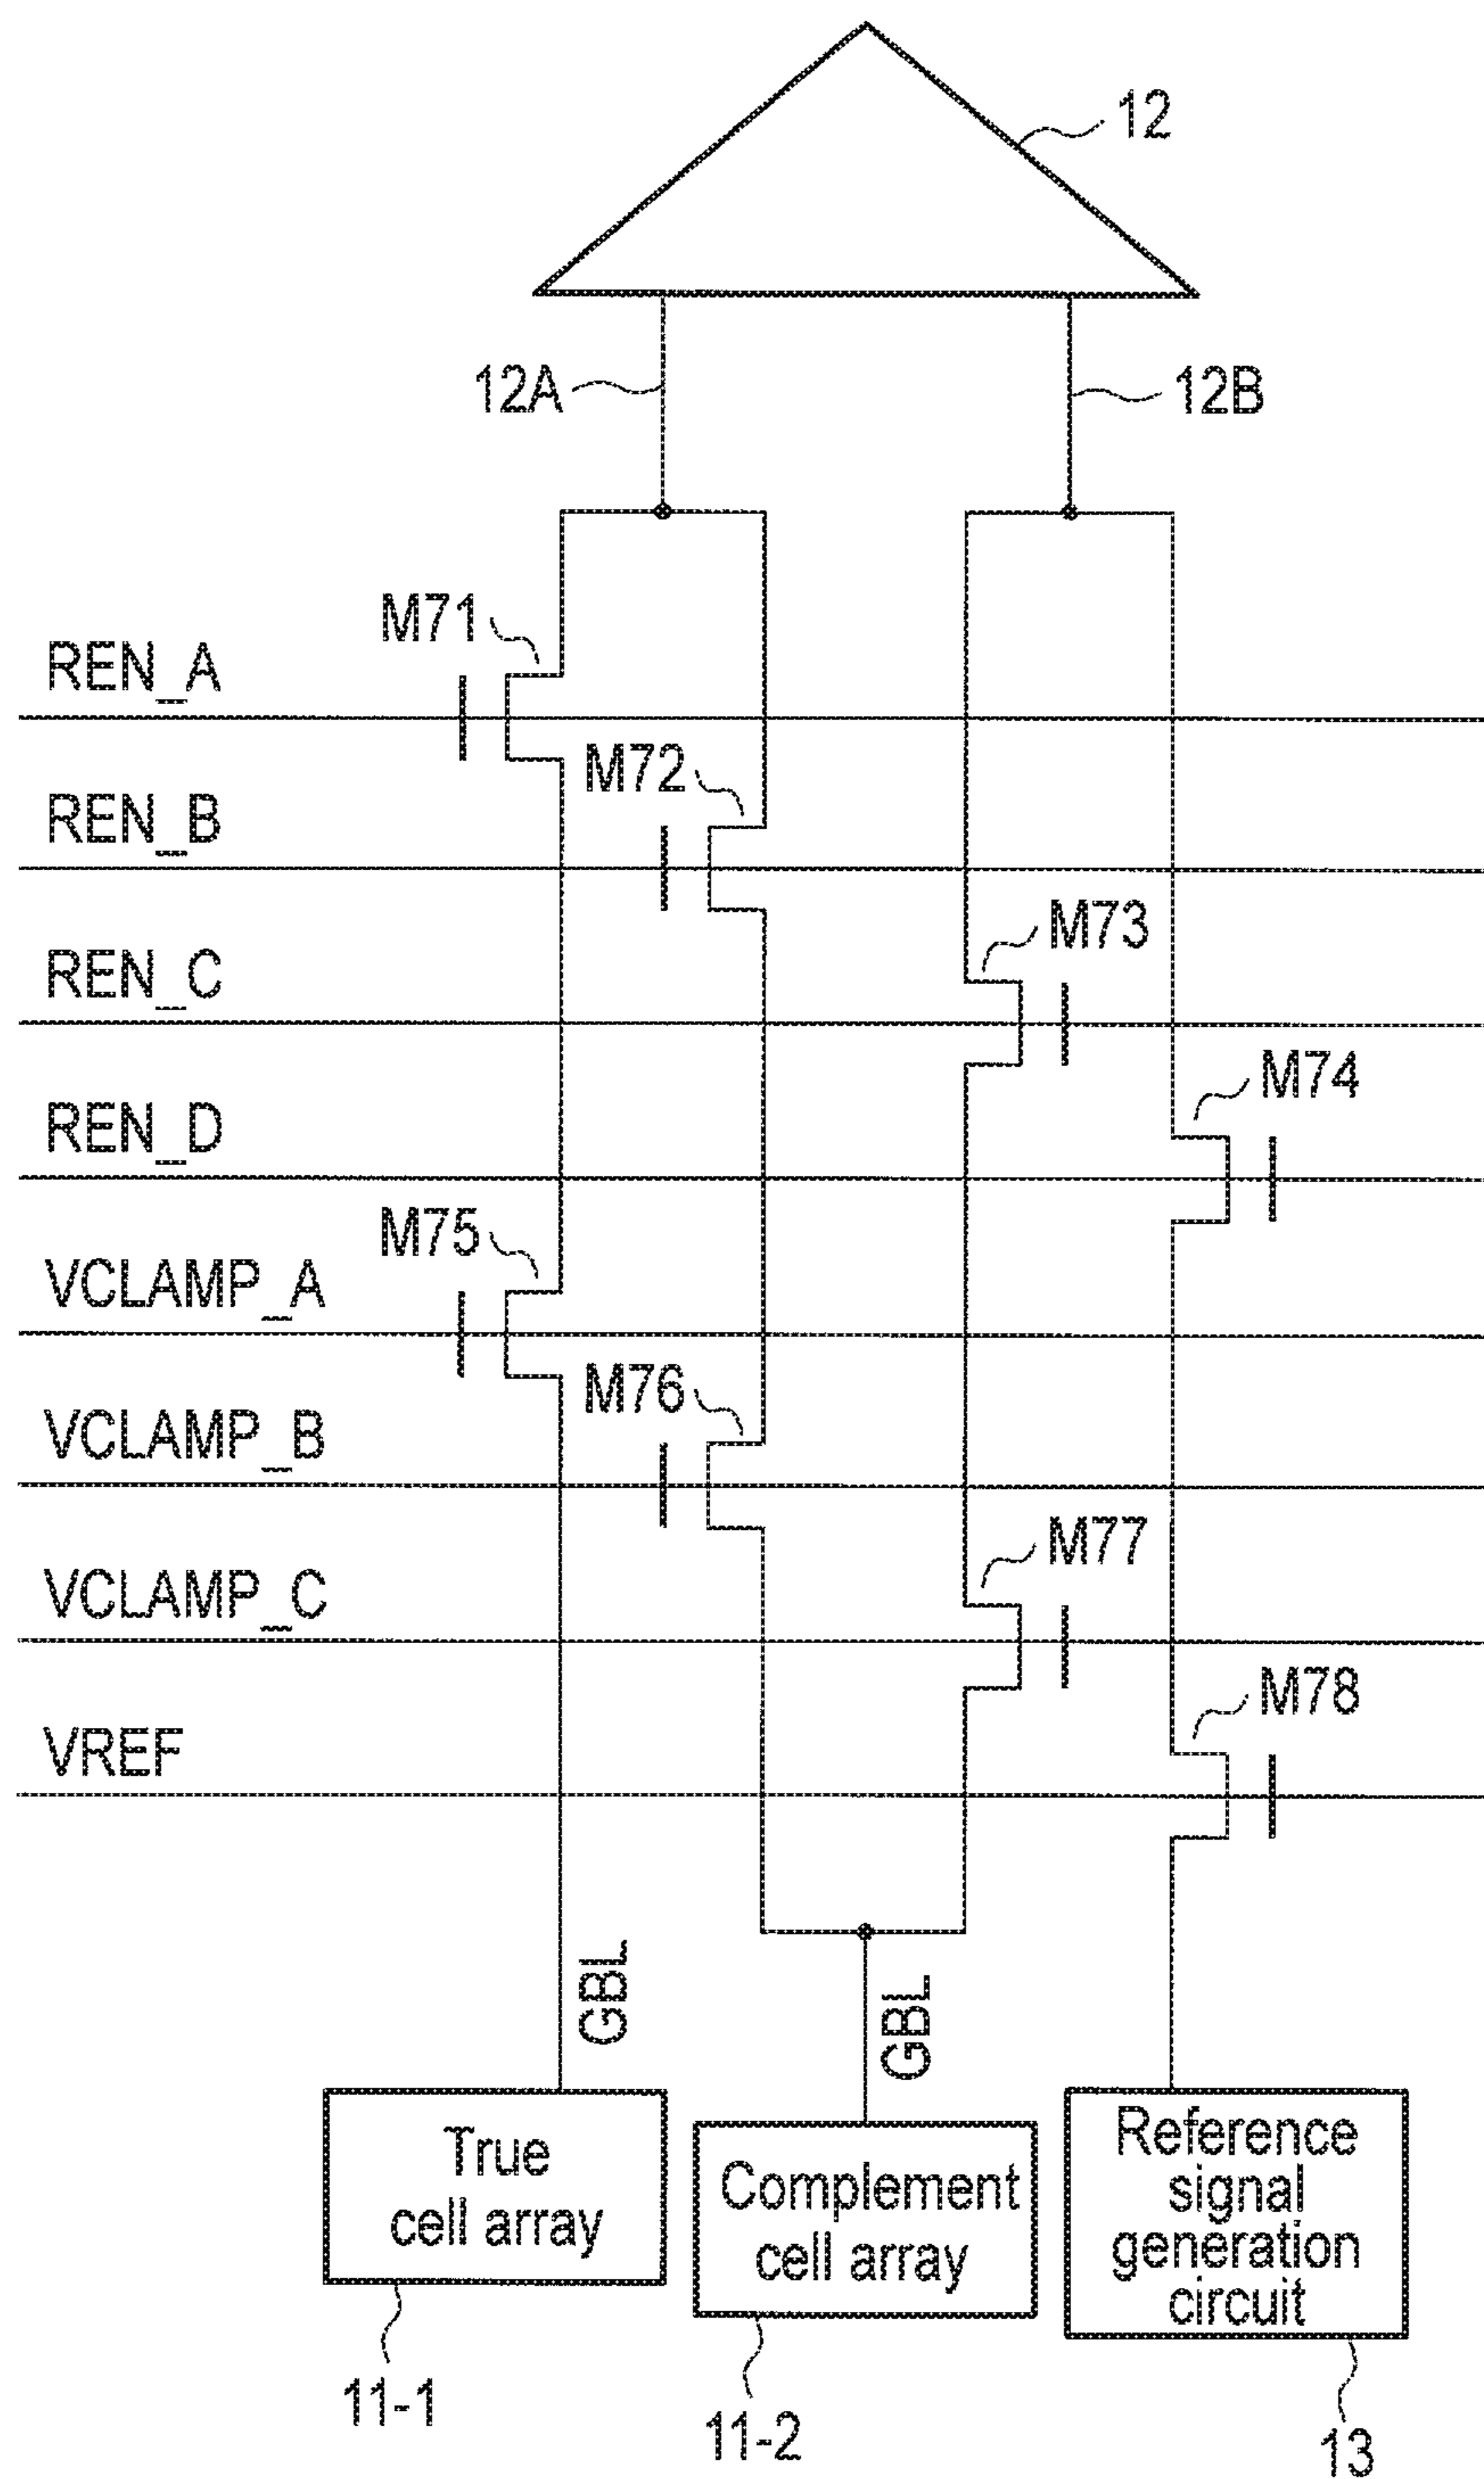 12
12A
12B
M71
REN_A
M72
REN_B
M73
REN_C
M74
REN_D
M75
VCLAMP_A
M76
VCLAMP_B
M77
VCLAMP_C
M78
VREF
GBL
GBL
True
cell array
Complement
cell array
Reference
signal
generation
circuit
11-1
11-2
13